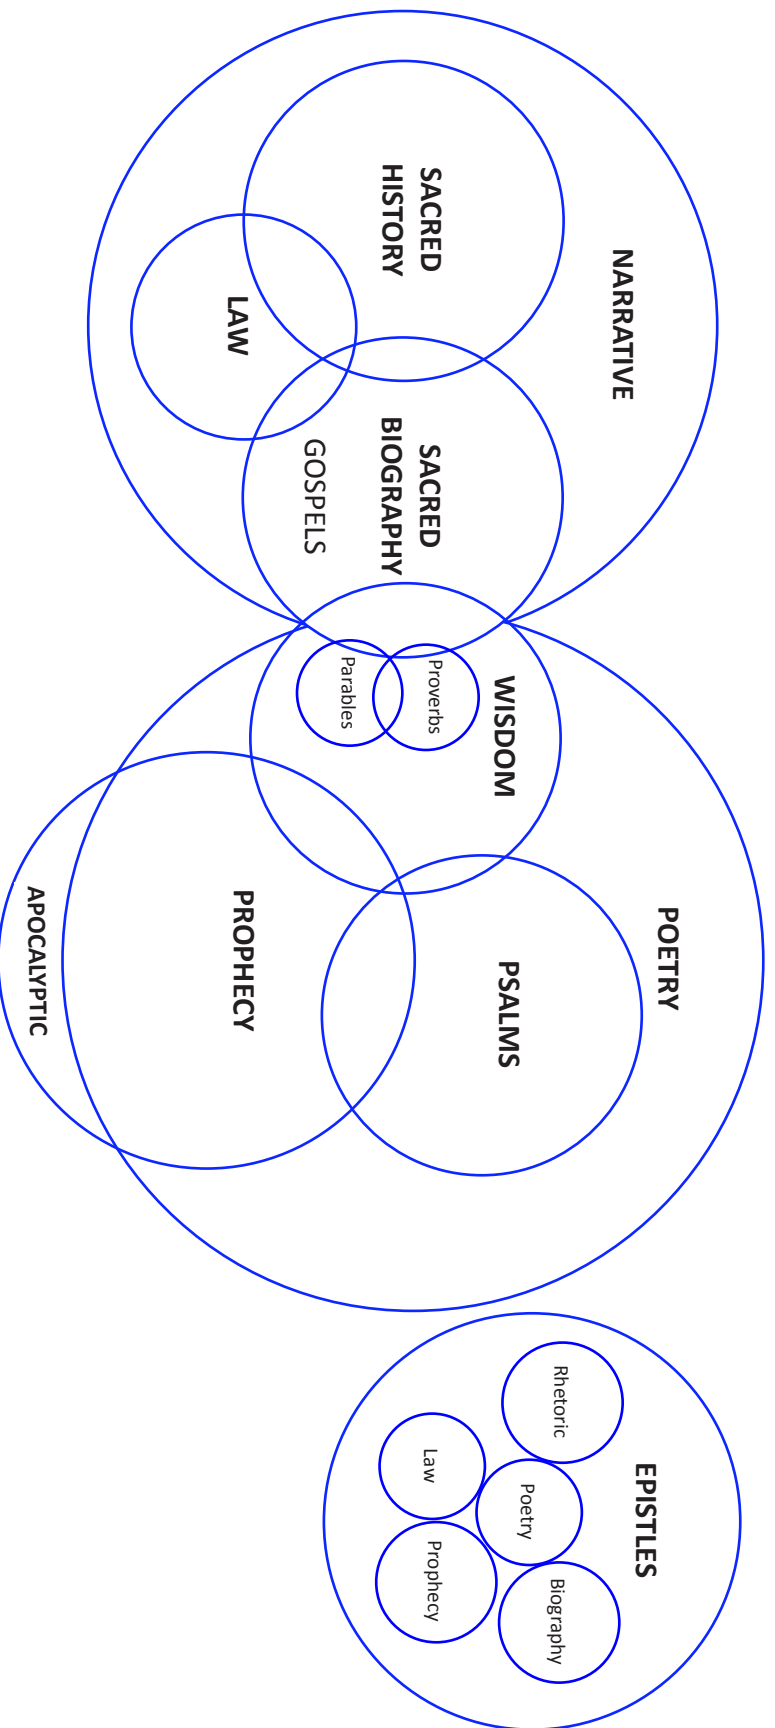 NARRATIVE
SACRED
HISTORY
LAW
SACRED
BIOGRAPHY
GOSPELS
WISDOM
Proverbs
Parables
POETRY
PSALMS
PROPHECY
APOCALYPTIC
EPISTLES
Rhetoric
Law
Poetry
Prophecy
Biography